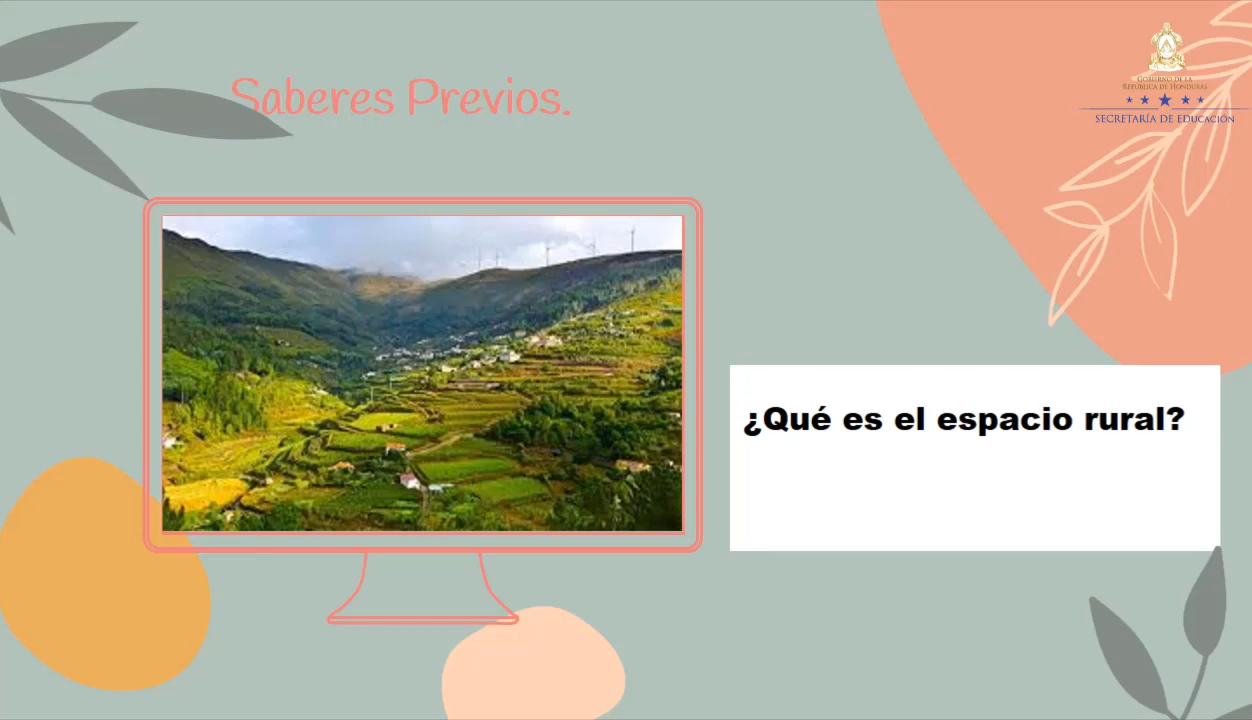 Saberes Previos.
GOBIERNO DE LA
REPÚBLICA DE HONDURAS
SECRETARÍA DE EDUCACIÓN
¿Qué es el espacio rural?